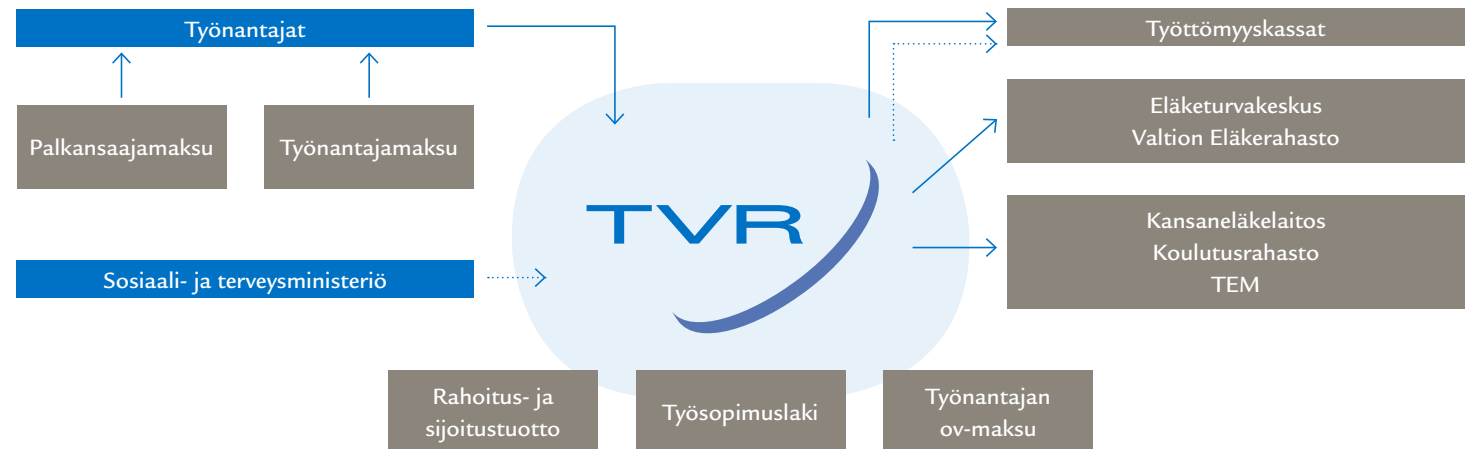 Työnantajat
Palkansaajamaksu
Työnantajamaksu
Sosiaali- ja terveysministeriö
TVR
Työttömyyskassat
Eläketurvakeskus
Valtion Eläkerahasto
Kansaneläkelaitos
Koulutusrahasto
TEM
Rahoitus- ja
sijoitustuotto
Työsopimuslaki
Työnantajan
ov-maksu